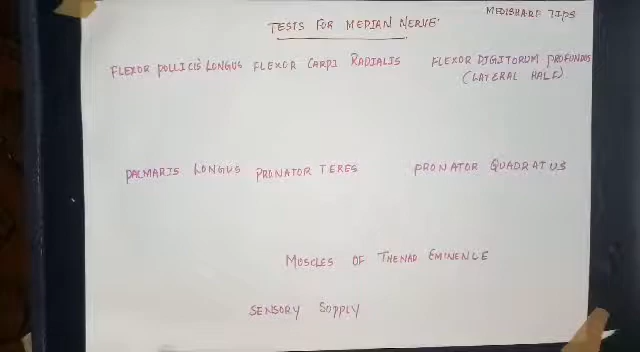 MEDISHARE TIPS
TESTS FOR MEDIAN NERVE
FLEXOR POLLICIS LONGUS FLEXOR CARPI RADIALIS FLEXOR DIGITORUM PROFUNDUS
(LATERAL HALF)
PALMARIS LONGUS PRONATOR TERES PRONATOR QUADRATUS
MUSCLES OF THENAR EMINENCE
SENSORY SUPPLY